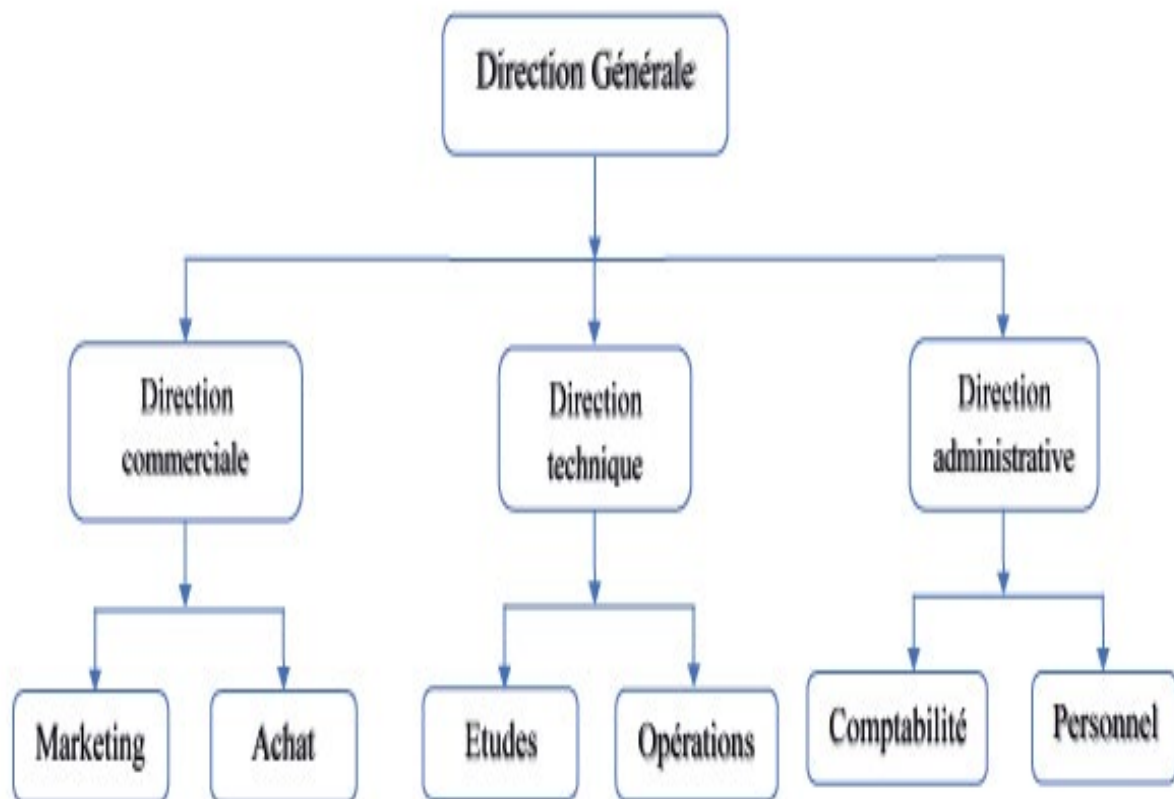 Direction Générale
Direction
commerciale
Direction
technique
Direction
administrative
Marketing
Achat
Etudes
Opérations
Comptabilité
Personnel